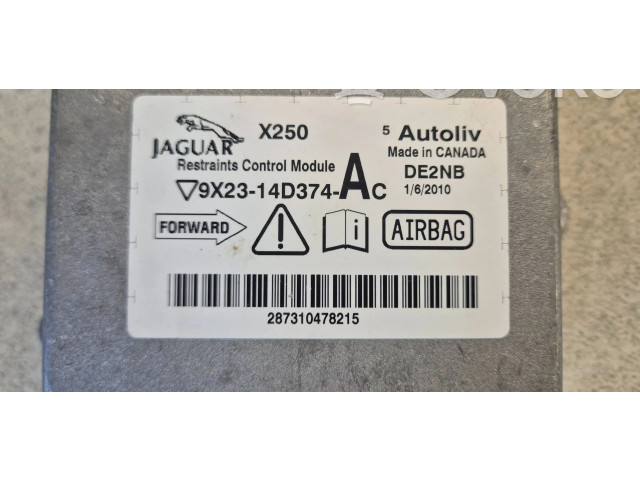 JAGUAR X250 5 Autoliv
Restraints Control Module Made in CANADA
DE2NB
9X23-14D374-AC 1/6/2010
FORWARD i AIRBAG
287310478215